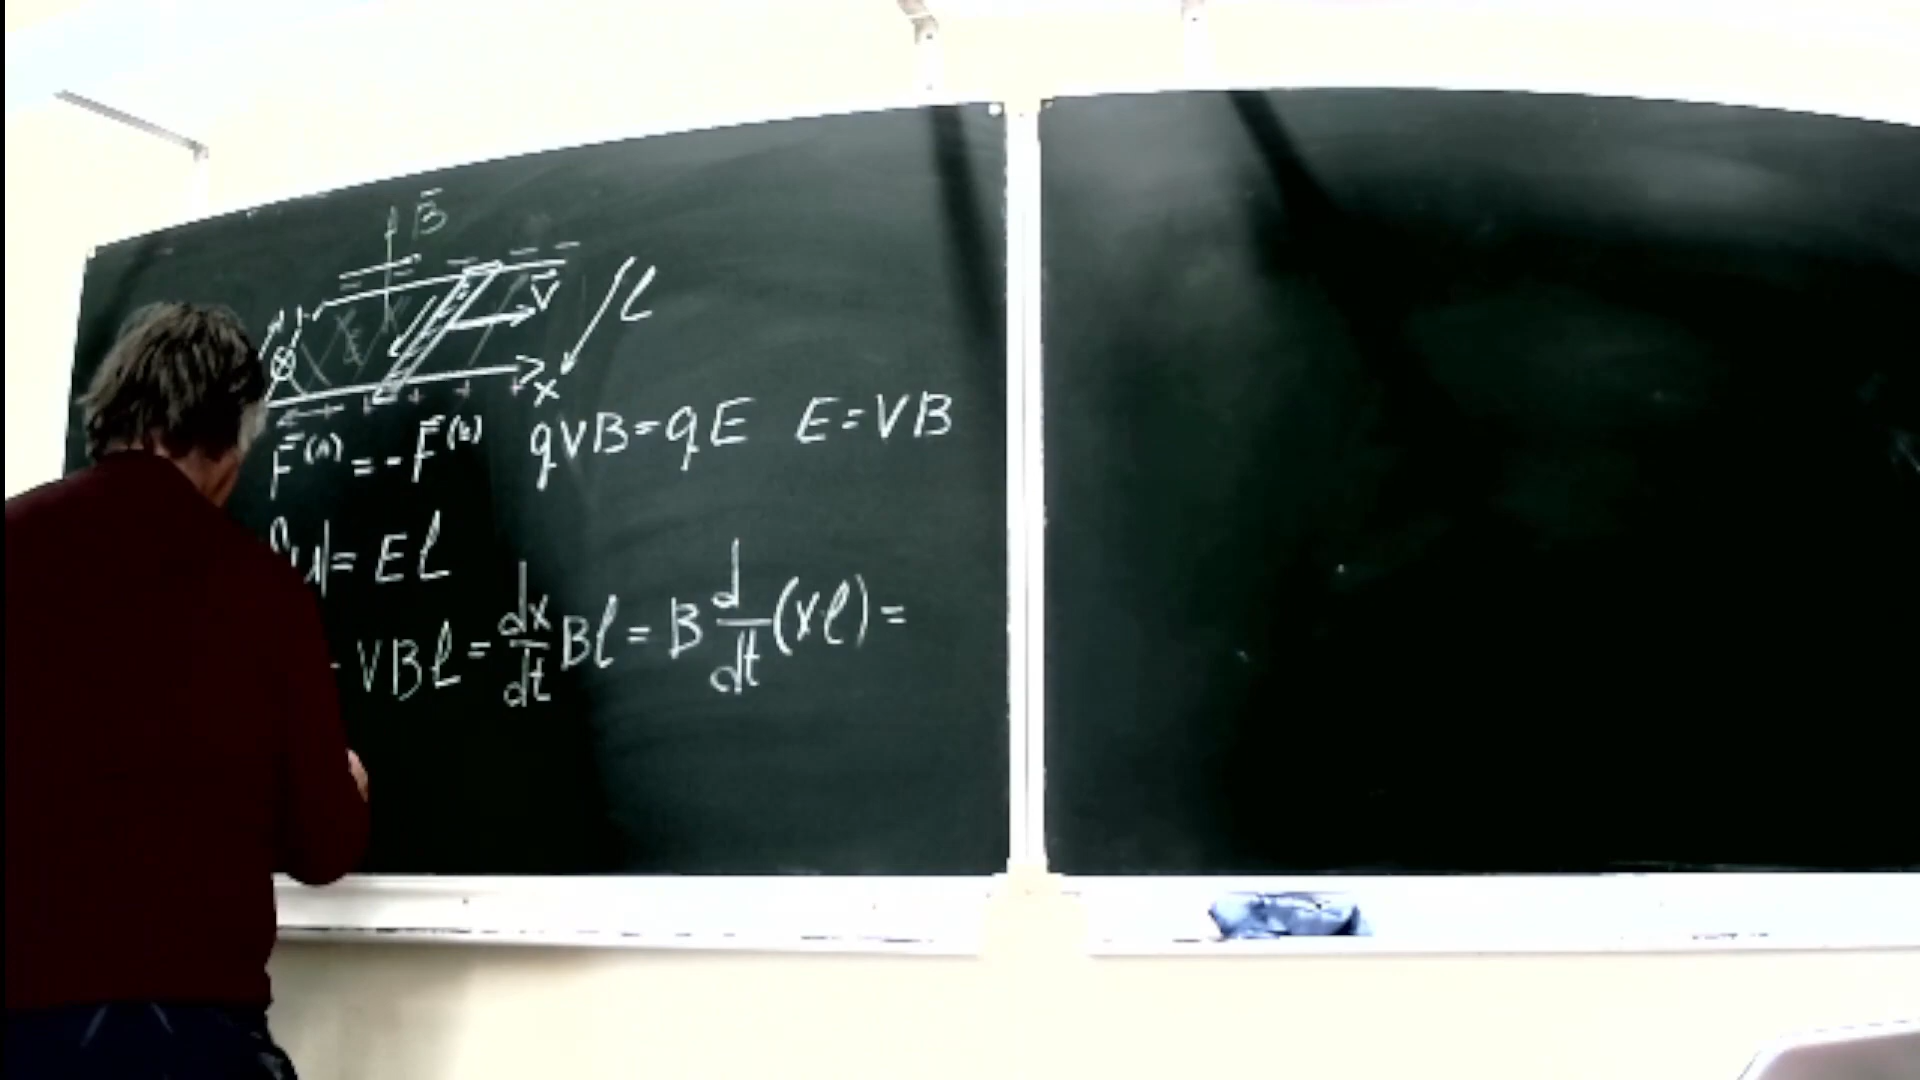 B̄
V̄
l
x
F̄⁽ᴧ⁾ = - F̄⁽ᵏ⁾ qVB = qE E = VB
= El
VBl = dx/dt Bl = B d/dt (xl) =